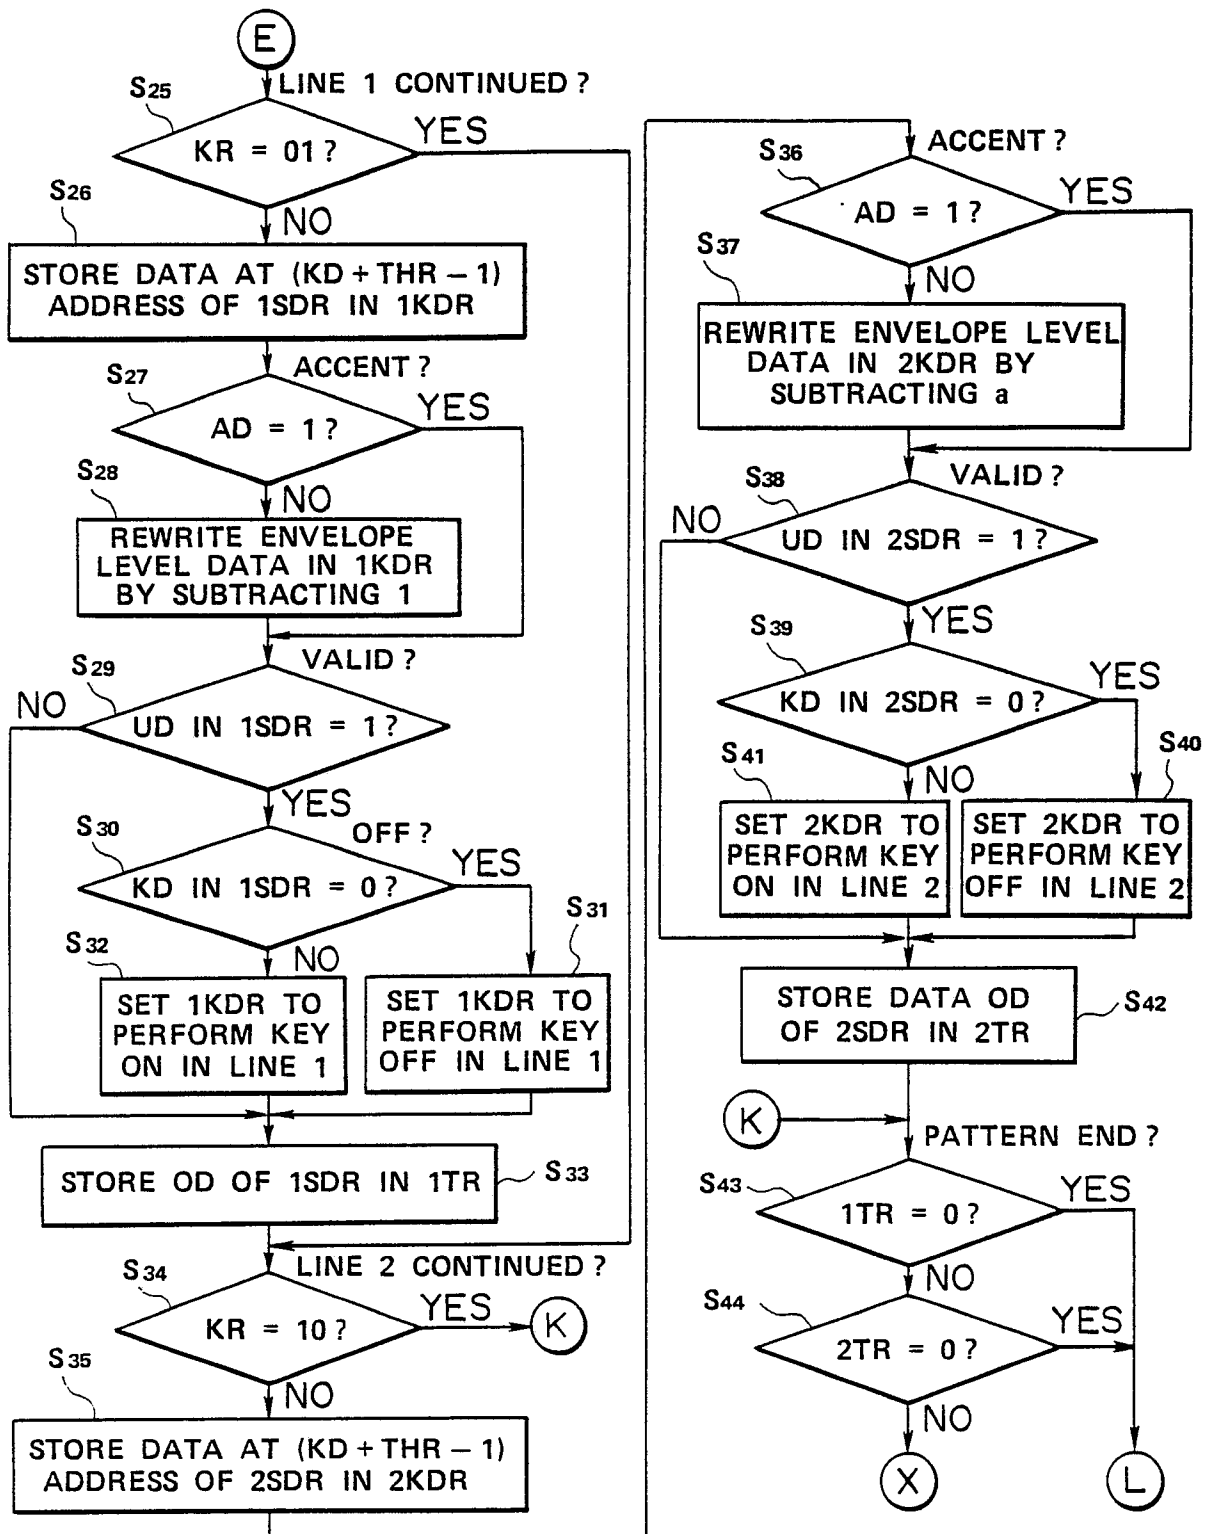 E
LINE 1 CONTINUED?
S25
KR = 01?
YES
S26
NO
STORE DATA AT (KD+THR−1)
ADDRESS OF 1SDR IN 1KDR
ACCENT?
S27
AD = 1?
YES
S28
NO
REWRITE ENVELOPE
LEVEL DATA IN 1KDR
BY SUBTRACTING 1
VALID?
S29
NO
UD IN 1SDR = 1?
YES
S30
OFF?
KD IN 1SDR = 0?
YES
S31
S32
NO
SET 1KDR TO
PERFORM KEY
ON IN LINE 1
SET 1KDR TO
PERFORM KEY
OFF IN LINE 1
STORE OD OF 1SDR IN 1TR
S33
LINE 2 CONTINUED?
S34
KR = 10?
YES
K
S35
NO
STORE DATA AT (KD+THR−1)
ADDRESS OF 2SDR IN 2KDR
ACCENT?
S36
AD = 1?
YES
S37
NO
REWRITE ENVELOPE LEVEL
DATA IN 2KDR BY
SUBTRACTING a
S38
VALID?
NO
UD IN 2SDR = 1?
YES
S39
KD IN 2SDR = 0?
YES
S40
S41
NO
SET 2KDR TO
PERFORM KEY
ON IN LINE 2
SET 2KDR TO
PERFORM KEY
OFF IN LINE 2
STORE DATA OD
OF 2SDR IN 2TR
S42
K
PATTERN END?
S43
1TR = 0?
YES
NO
S44
2TR = 0?
YES
NO
X
L